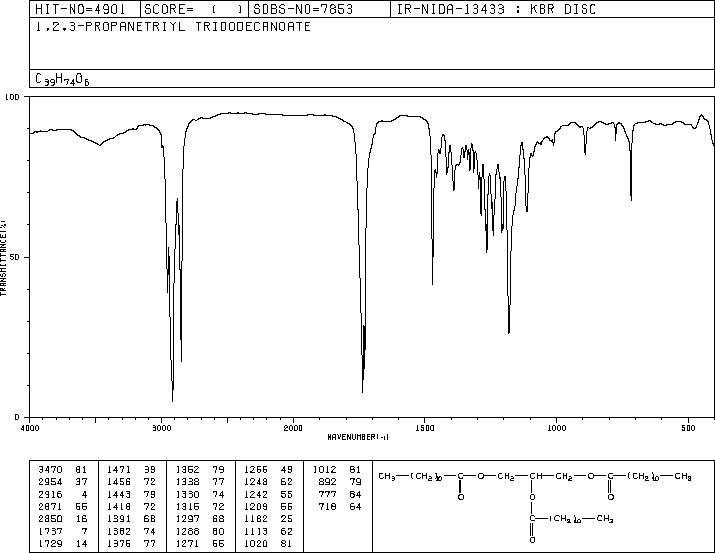 HIT-NO=4901 SCORE= ( ) SDBS-NO=7853 IR-NIDA-13433 : KBR DISC
1,2,3-PROPANETRIYL TRIDODECANOATE
C39H74O6
100
50
0
TRANSMITTANCE(%)
4000 3000 2000 1500 1000 500
WAVENUMBER(-1)
3470 81 1471 39 1362 79 1266 49 1012 81
2954 37 1456 72 1338 77 1248 62 892 79
2916 4 1443 79 1330 74 1242 55 777 84
2871 66 1418 72 1315 72 1209 55 718 64
2850 16 1391 68 1297 68 1182 25
1737 7 1382 74 1288 80 1113 62
1729 14 1376 77 1271 66 1020 81
CH3—(CH2)10—C—O—CH2—CH—CH2—O—C—(CH2)10—CH3
O O O
C—(CH2)10—CH3
O